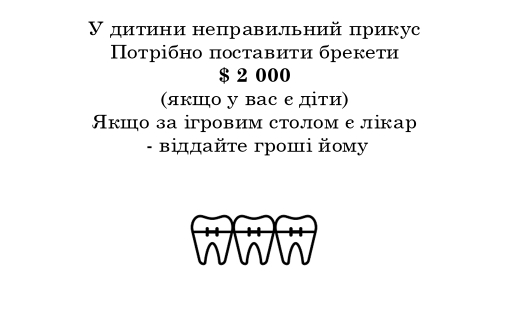 У дитини неправильний прикус
Потрібно поставити брекети
$ 2 000
(якщо у вас є діти)
Якщо за ігровим столом є лікар
- віддайте гроші йому